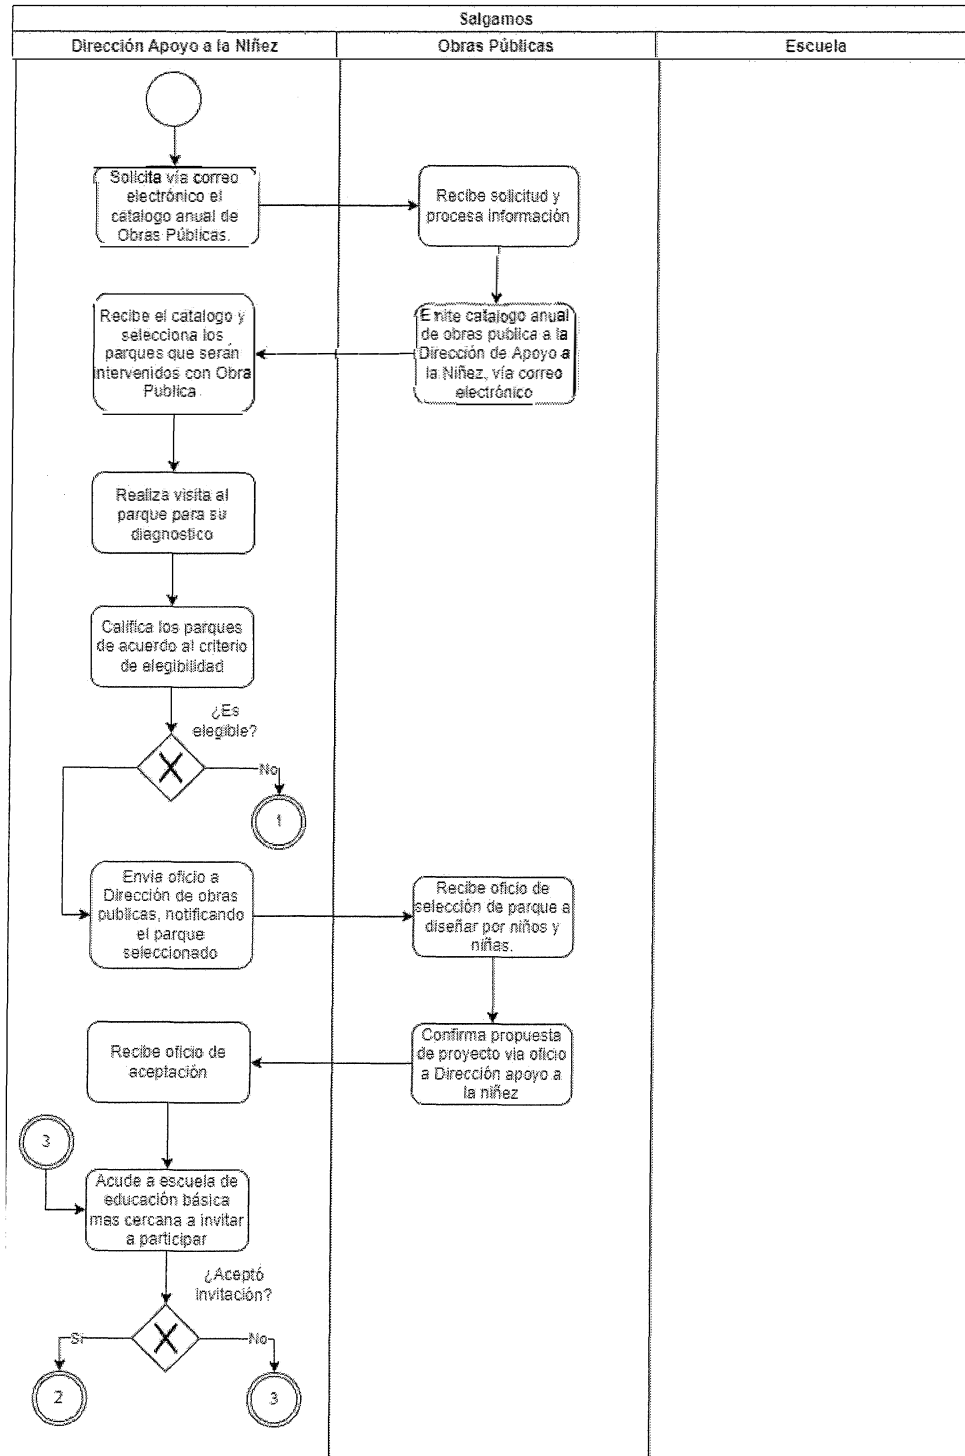 Salgamos
Dirección Apoyo a la Niñez
Obras Públicas
Escuela
Solicita vía correo
electrónico el
catalogo anual de
Obras Públicas.
Recibe solicitud y
procesa información
Recibe el catalogo y
selecciona los
parques que serán
intervenidos con Obra
Publica
Emite catalogo anual
de obras publica a la
Dirección de Apoyo a
la Niñez, vía correo
electrónico
Realiza visita al
parque para su
diagnostico
Califica los parques
de acuerdo al criterio
de elegibilidad
¿Es
elegible?
No
1
Envia oficio a
Dirección de obras
publicas, notificando
el parque
seleccionado
Recibe oficio de
selección de parque a
diseñar por niños y
niñas.
Recibe oficio de
aceptación
Confirma propuesta
de proyecto via oficio
a Dirección apoyo a
la niñez
3
Acude a escuela de
educación básica
mas cercana a invitar
a participar
¿Aceptó
invitación?
Si
No
2
3